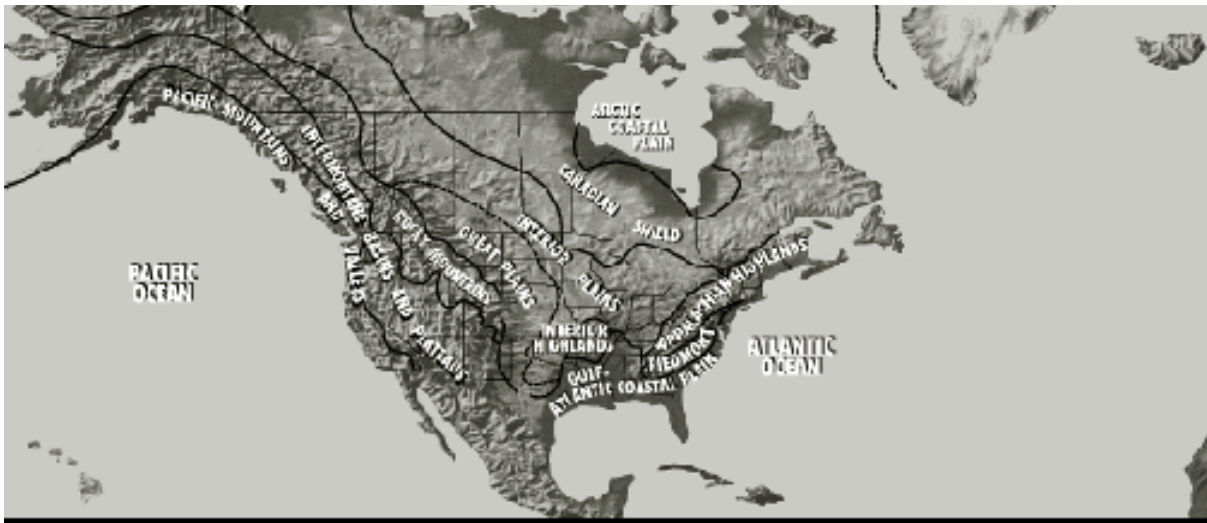 ARCTIC
COASTAL
PLAIN
PACIFIC MOUNTAINS AND VALLEYS
INTERMONTANE BASINS AND PLATEAUS
ROCKY MOUNTAINS
GREAT PLAINS
INTERIOR PLAINS
CANADIAN SHIELD
PACIFIC
OCEAN
APPALACHIAN HIGHLANDS
INTERIOR
HIGHLANDS
PIEDMONT
GULF-
ATLANTIC COASTAL PLAIN
ATLANTIC
OCEAN